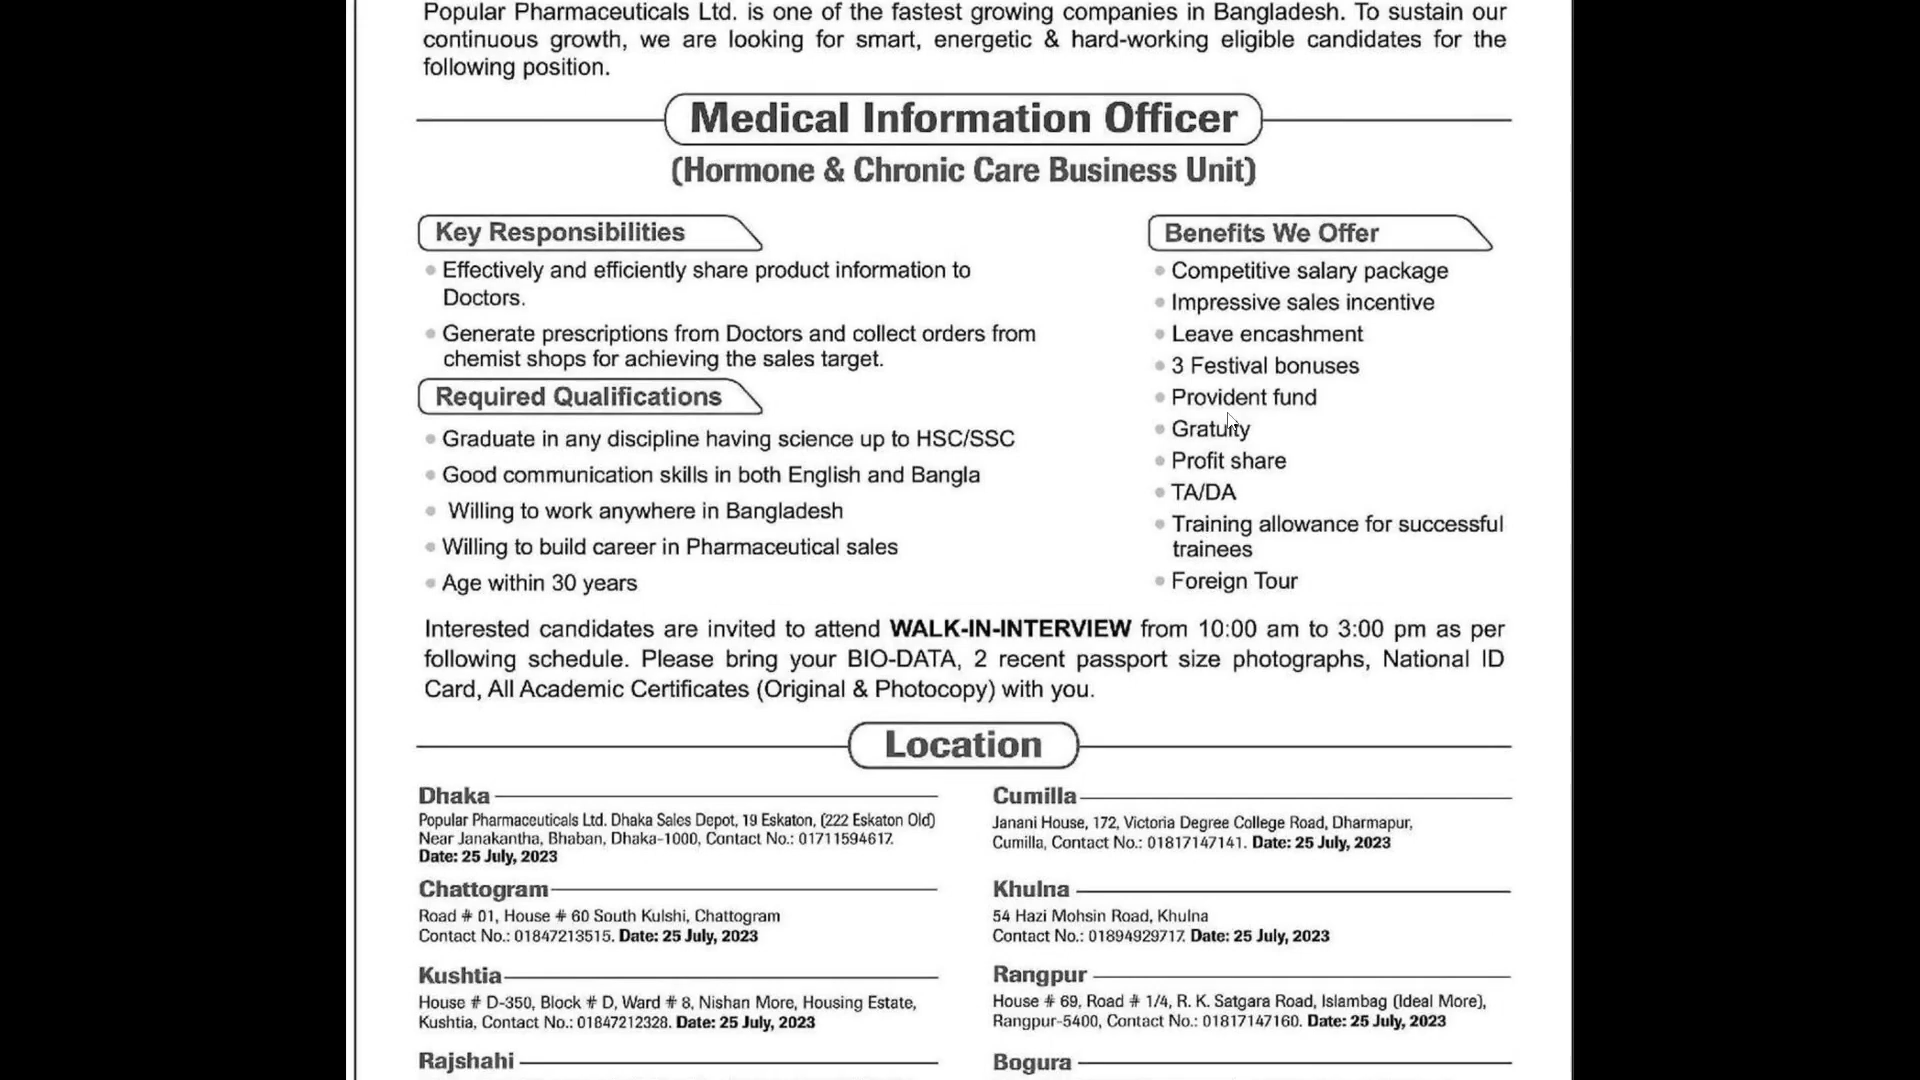 Popular Pharmaceuticals Ltd. is one of the fastest growing companies in Bangladesh. To sustain our
continuous growth, we are looking for smart, energetic & hard-working eligible candidates for the
following position.
Medical Information Officer
(Hormone & Chronic Care Business Unit)
Key Responsibilities
• Effectively and efficiently share product information to
Doctors.
• Generate prescriptions from Doctors and collect orders from
chemist shops for achieving the sales target.
Required Qualifications
• Graduate in any discipline having science up to HSC/SSC
• Good communication skills in both English and Bangla
• Willing to work anywhere in Bangladesh
• Willing to build career in Pharmaceutical sales
• Age within 30 years
Benefits We Offer
• Competitive salary package
• Impressive sales incentive
• Leave encashment
• 3 Festival bonuses
• Provident fund
• Gratuity
• Profit share
• TA/DA
• Training allowance for successful
trainees
• Foreign Tour
Interested candidates are invited to attend WALK-IN-INTERVIEW from 10:00 am to 3:00 pm as per
following schedule. Please bring your BIO-DATA, 2 recent passport size photographs, National ID
Card, All Academic Certificates (Original & Photocopy) with you.
Location
Dhaka
Popular Pharmaceuticals Ltd. Dhaka Sales Depot, 19 Eskaton, (222 Eskaton Old)
Near Janakantha, Bhaban, Dhaka-1000, Contact No.: 01711594617.
Date: 25 July, 2023
Cumilla
Janani House, 172, Victoria Degree College Road, Dharmapur,
Cumilla, Contact No.: 01817147141. Date: 25 July, 2023
Chattogram
Road # 01, House # 60 South Kulshi, Chattogram
Contact No.: 01847213515. Date: 25 July, 2023
Khulna
54 Hazi Mohsin Road, Khulna
Contact No.: 01894929717. Date: 25 July, 2023
Kushtia
House # D-350, Block # D, Ward # 8, Nishan More, Housing Estate,
Kushtia, Contact No.: 01847212328. Date: 25 July, 2023
Rangpur
House # 69, Road # 1/4, R. K. Satgara Road, Islambag (Ideal More),
Rangpur-5400, Contact No.: 01817147160. Date: 25 July, 2023
Rajshahi
Bogura